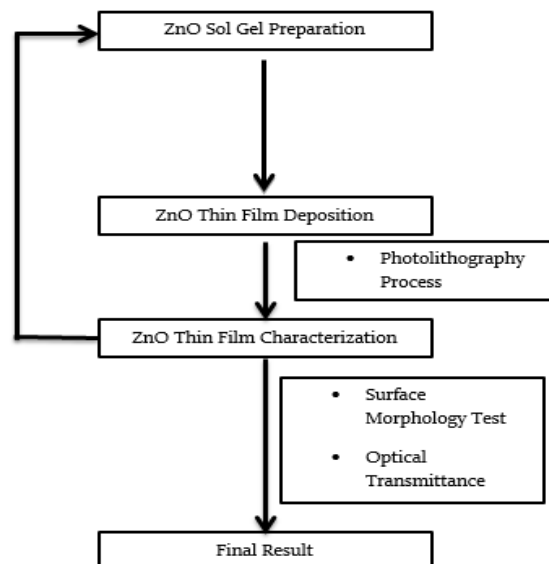 ZnO Sol Gel Preparation
ZnO Thin Film Deposition
• Photolithography
Process
ZnO Thin Film Characterization
• Surface
Morphology Test
• Optical
Transmittance
Final Result